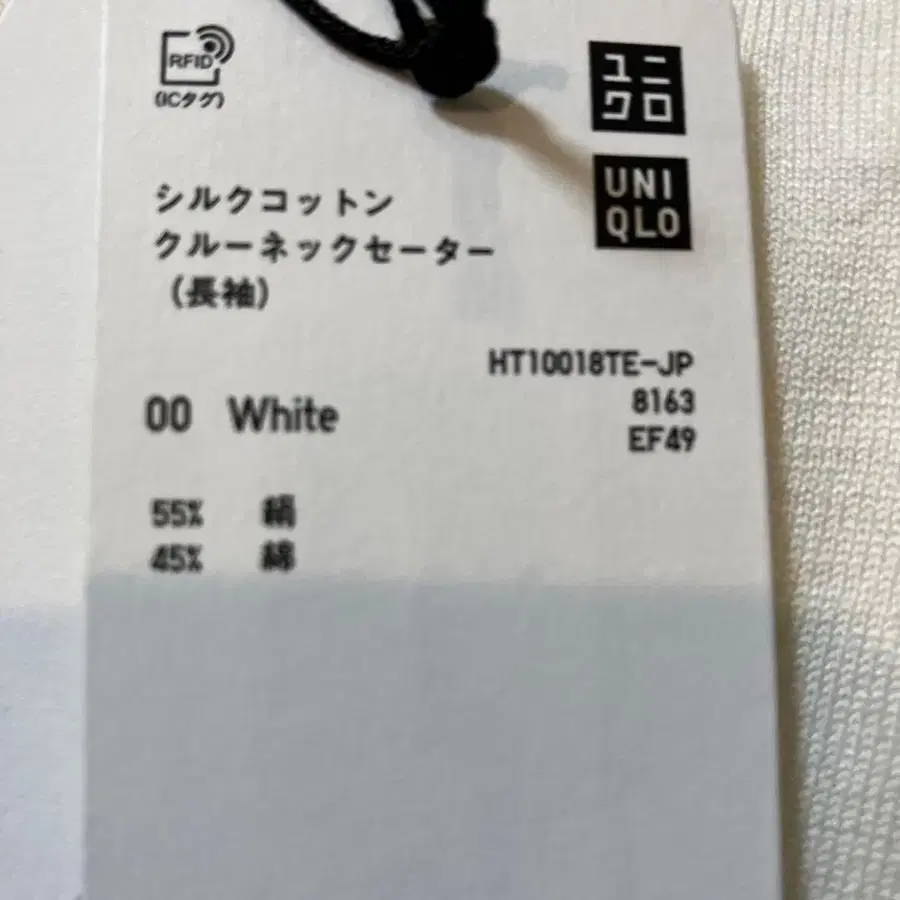 RFID
(ICタグ)
ユニ
クロ
UNI
QLO
シルクコットン
クルーネックセーター
(長袖)
HT10018TE-JP
8163
EF49
00 White
55% 絹
45% 綿